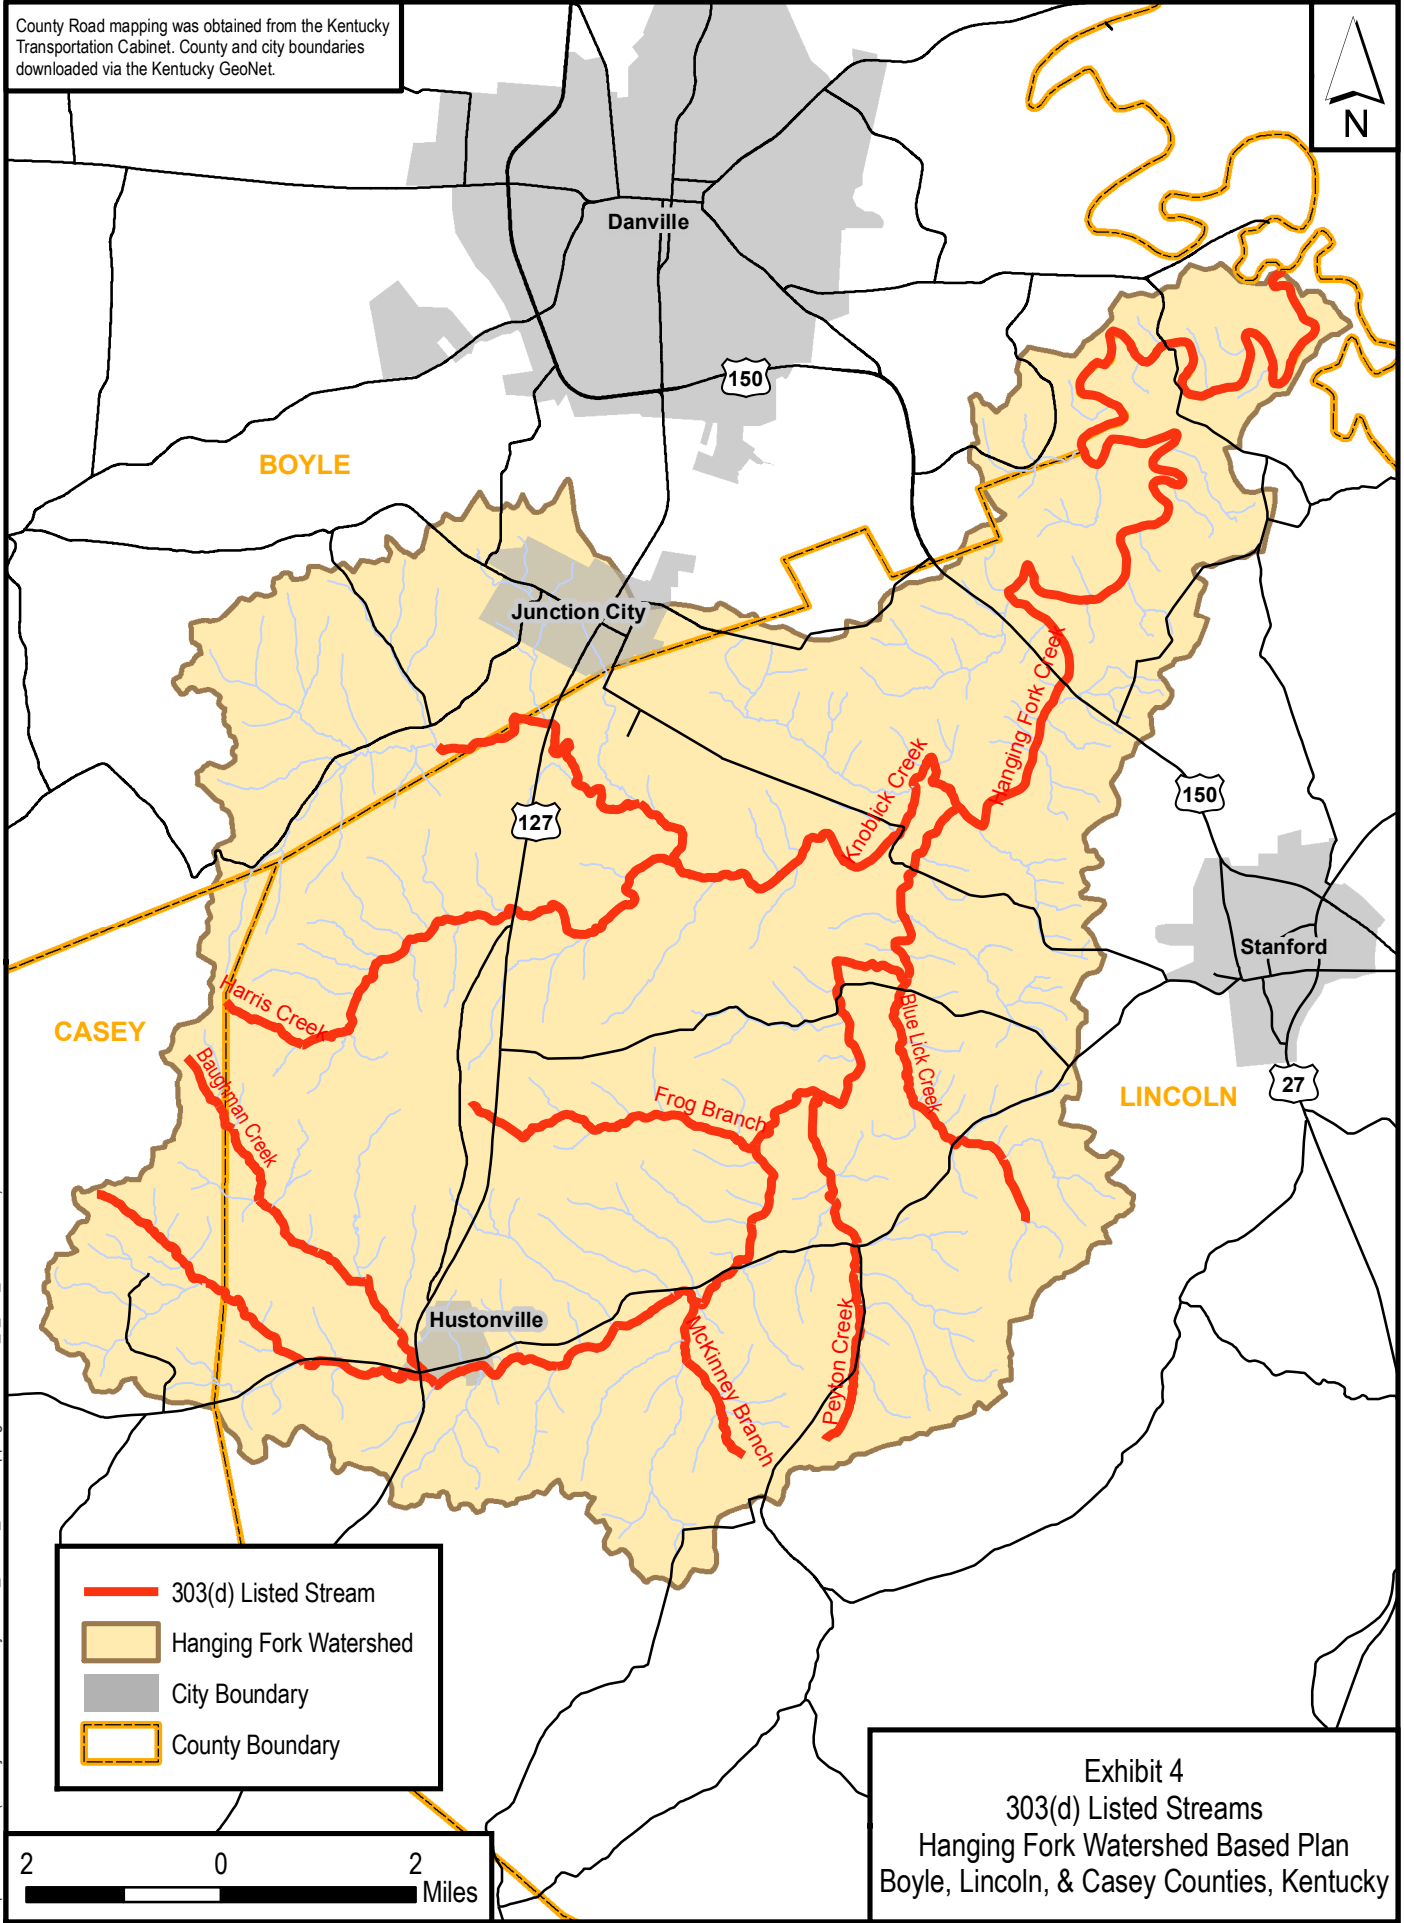 County Road mapping was obtained from the Kentucky
Transportation Cabinet. County and city boundaries
downloaded via the Kentucky GeoNet.
N
Danville
150
BOYLE
Junction City
Hanging Fork Creek
Knoblick Creek
127
150
Stanford
Harris Creek
CASEY
Blue Lick Creek
Baughman Creek
27
LINCOLN
Frog Branch
Hustonville
McKinney Branch
Peyton Creek
303(d) Listed Stream
Hanging Fork Watershed
City Boundary
County Boundary
2 0 2
Miles
Exhibit 4
303(d) Listed Streams
Hanging Fork Watershed Based Plan
Boyle, Lincoln, & Casey Counties, Kentucky